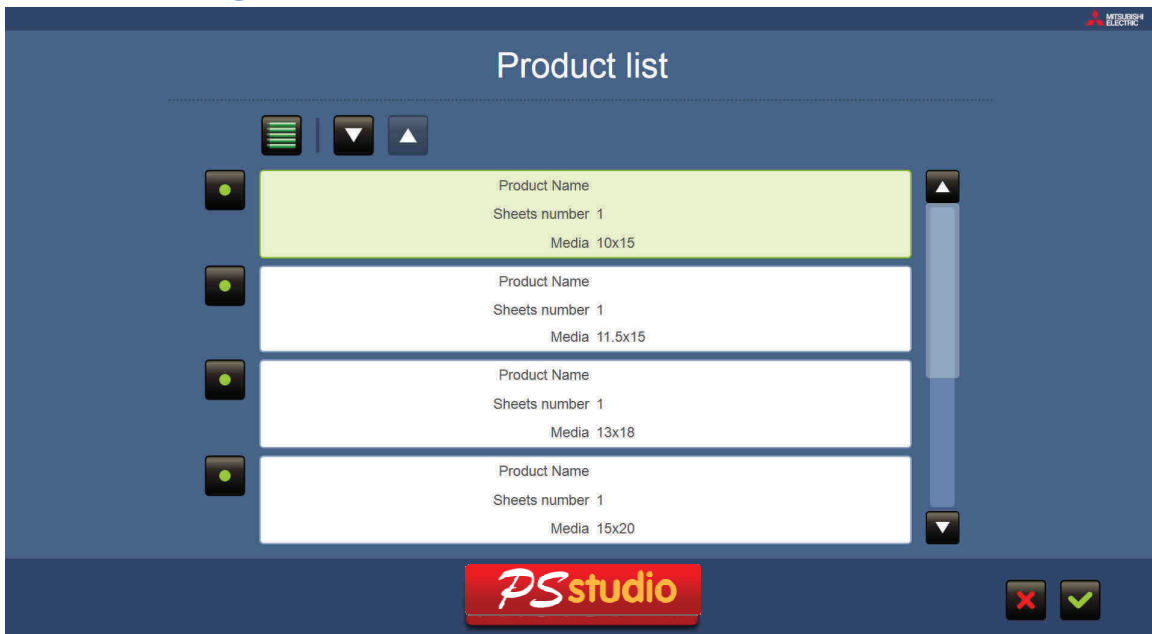 MITSUBISHI
ELECTRIC
Product list
Product Name
Sheets number 1
Media 10x15
Product Name
Sheets number 1
Media 11.5x15
Product Name
Sheets number 1
Media 13x18
Product Name
Sheets number 1
Media 15x20
PSstudio